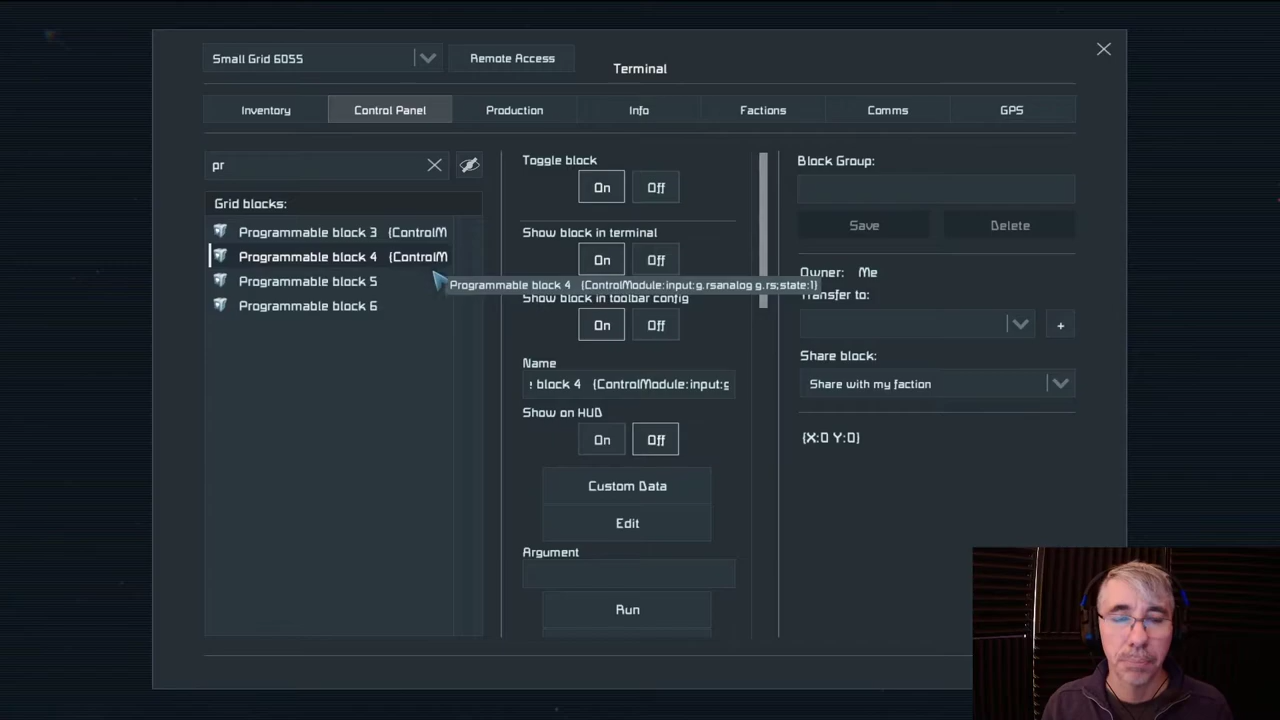 Small Grid 6055
Remote Access
Terminal
Inventory
Control Panel
Production
Info
Factions
Comms
GPS
pr
Grid blocks:
Programmable block 3 {ControlM
Programmable block 4 {ControlM
Programmable block 5
Programmable block 6
Programmable block 4 {ControlModule:input:g.rsanalog g.rs;state:1}
Toggle block
On Off
Show block in terminal
On Off
Show block in toolbar config
On Off
Name
block 4 {ControlModule:input:g
Show on HUD
On Off
Custom Data
Edit
Argument
Run
Block Group:
Save Delete
Owner: Me
Transfer to:
+
Share block:
Share with my faction
{X:0 Y:0}